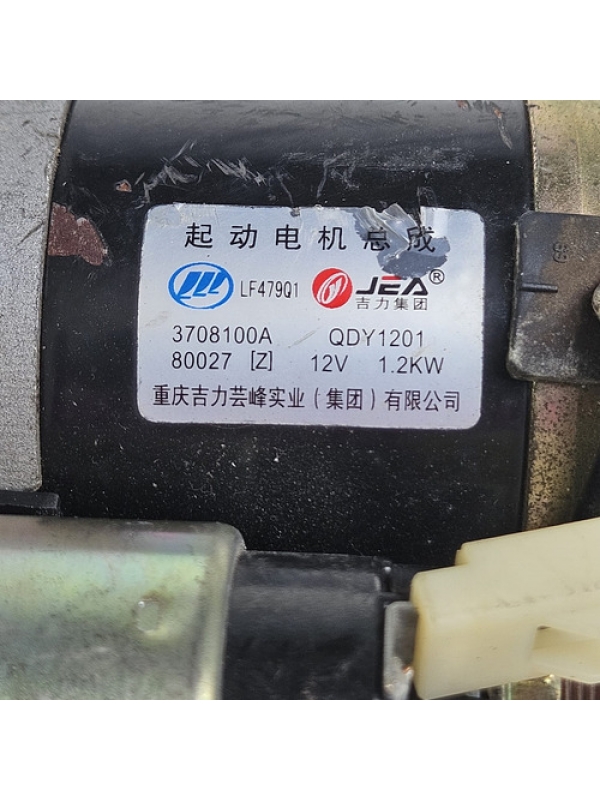 起动电机总成
LF479Q1 JEA®
吉力集团
3708100A QDY1201
80027 [Z] 12V 1.2KW
重庆吉力芸峰实业(集团)有限公司